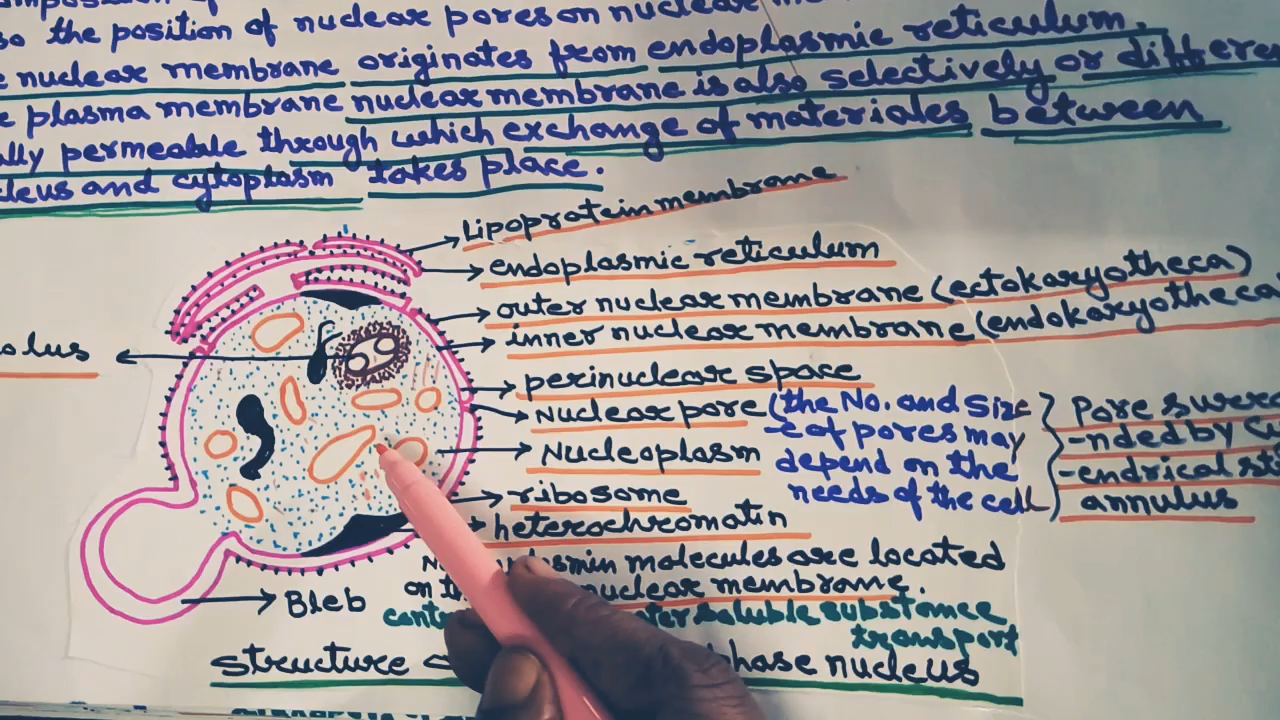 so the position of nuclear pores on nuclear
nuclear membrane originates from endoplasmic reticulum.
plasma membrane nuclear membrane is also selectively or differen
ally permeable through which exchange of materiales between
cleus and cytoplasm takes place.
Lipoprotein membrane
endoplasmic reticulum
outer nuclear membrane (ectokaryotheca)
inner nuclear membrane (endokaryotheca
olus
perinuclear space
Nuclear pore (the No. and size
-e of pores may
depend on the
needs of the cell
Pore surro
-nded by
-endrical
annulus
Nucleoplasm
ribosome
heterochromatin
molecules are located
on nuclear membrane.
Bleb
soluble substance
transport
structure nucleus